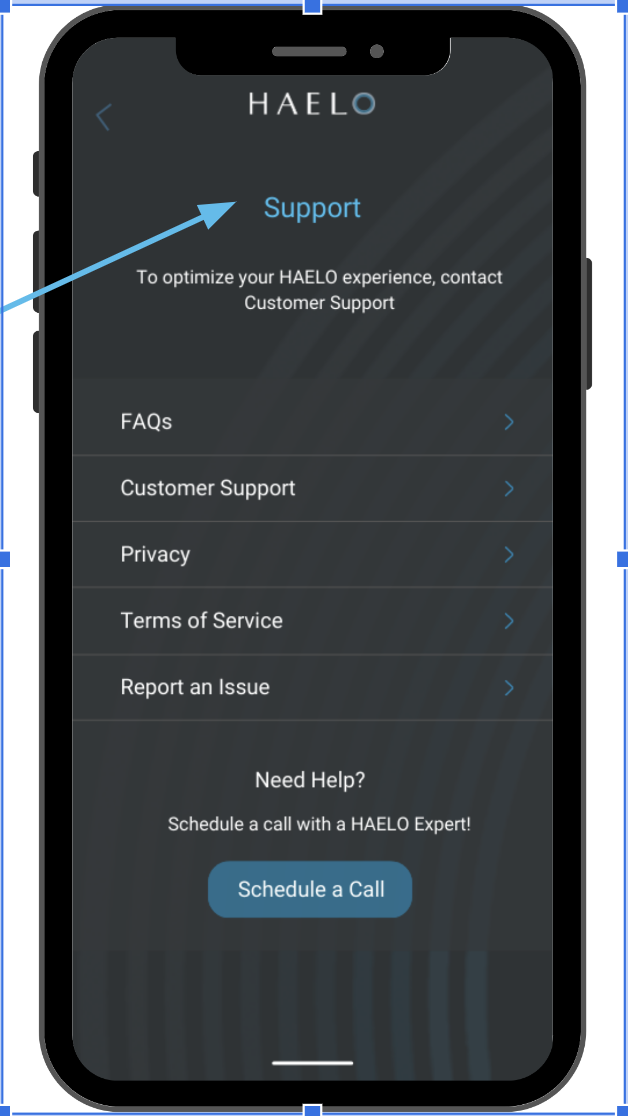 HAELO
Support
To optimize your HAELO experience, contact
Customer Support
FAQs
Customer Support
Privacy
Terms of Service
Report an Issue
Need Help?
Schedule a call with a HAELO Expert!
Schedule a Call